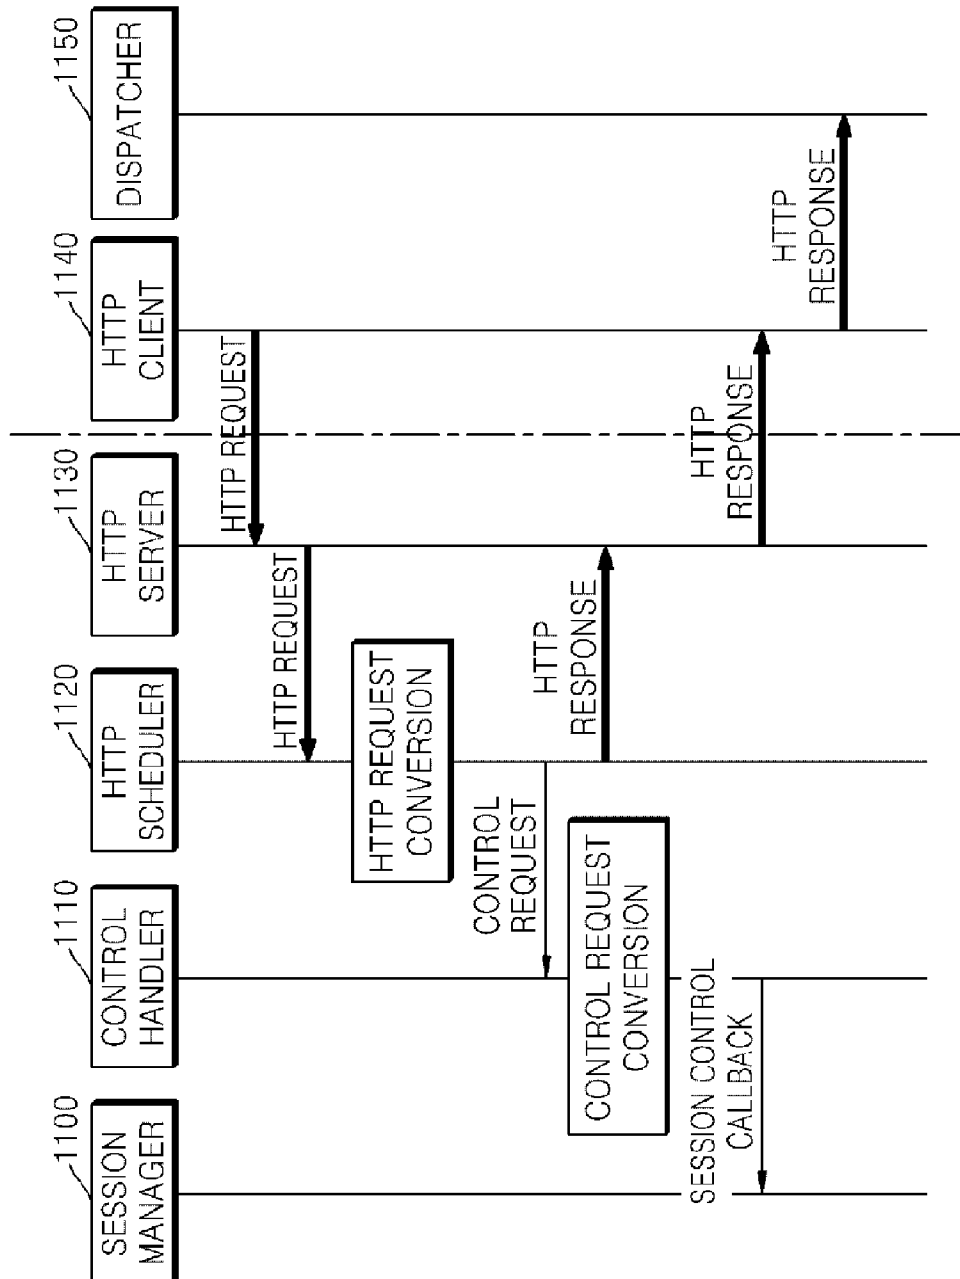 1100
SESSION
MANAGER
1110
CONTROL
HANDLER
1120
HTTP
SCHEDULER
1130
HTTP
SERVER
1140
HTTP
CLIENT
1150
DISPATCHER
HTTP REQUEST
HTTP REQUEST
HTTP REQUEST
CONVERSION
CONTROL
REQUEST
HTTP
RESPONSE
CONTROL REQUEST
CONVERSION
SESSION CONTROL
CALLBACK
HTTP
RESPONSE
HTTP
RESPONSE